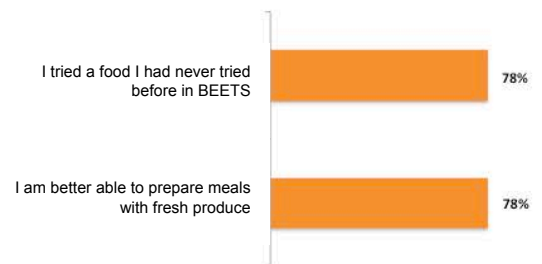 I tried a food I had never tried
before in BEETS
78%
I am better able to prepare meals
with fresh produce
78%